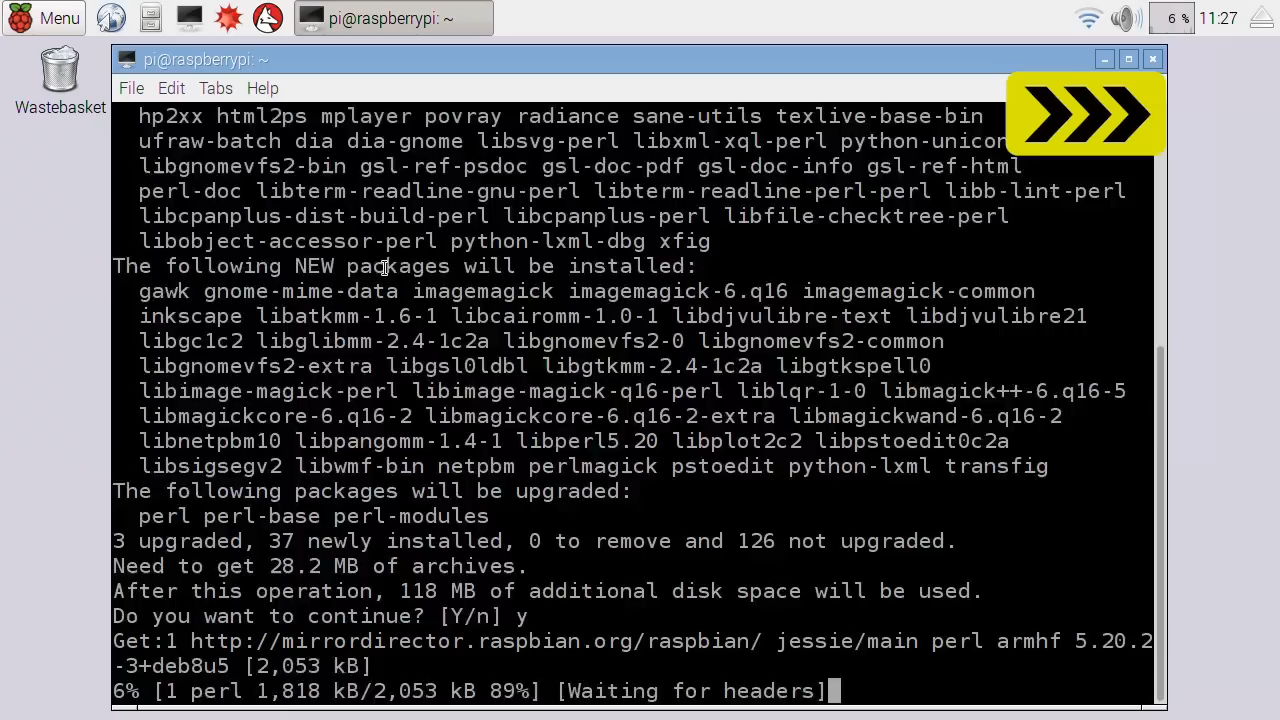 Menu
pi@raspberrypi: ~
6 %
11:27
Wastebasket
pi@raspberrypi: ~
File Edit Tabs Help
hp2xx html2ps mplayer povray radiance sane-utils texlive-base-bin
ufraw-batch dia dia-gnome libsvg-perl libxml-xql-perl python-unicon
libgnomevfs2-bin gsl-ref-psdoc gsl-doc-pdf gsl-doc-info gsl-ref-html
perl-doc libterm-readline-gnu-perl libterm-readline-perl-perl libb-lint-perl
libcpanplus-dist-build-perl libcpanplus-perl libfile-checktree-perl
libobject-accessor-perl python-lxml-dbg xfig
The following NEW packages will be installed:
gawk gnome-mime-data imagemagick imagemagick-6.q16 imagemagick-common
inkscape libatkmm-1.6-1 libcairomm-1.0-1 libdjvulibre-text libdjvulibre21
libgc1c2 libglibmm-2.4-1c2a libgnomevfs2-0 libgnomevfs2-common
libgnomevfs2-extra libgsl0ldbl libgtkmm-2.4-1c2a libgtkspell0
libimage-magick-perl libimage-magick-q16-perl liblqr-1-0 libmagick++-6.q16-5
libmagickcore-6.q16-2 libmagickcore-6.q16-2-extra libmagickwand-6.q16-2
libnetpbm10 libpangomm-1.4-1 libperl5.20 libplot2c2 libpstoedit0c2a
libsigsegv2 libwmf-bin netpbm perlmagick pstoedit python-lxml transfig
The following packages will be upgraded:
perl perl-base perl-modules
3 upgraded, 37 newly installed, 0 to remove and 126 not upgraded.
Need to get 28.2 MB of archives.
After this operation, 118 MB of additional disk space will be used.
Do you want to continue? [Y/n] y
Get:1 http://mirrordirector.raspbian.org/raspbian/ jessie/main perl armhf 5.20.2
-3+deb8u5 [2,053 kB]
6% [1 perl 1,818 kB/2,053 kB 89%] [Waiting for headers]